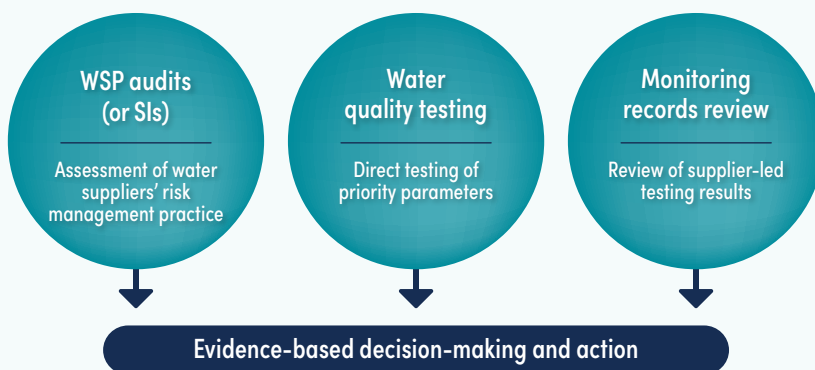 WSP audits
(or SIs)
Assessment of water
suppliers' risk
management practice
Water
quality testing
Direct testing of
priority parameters
Monitoring
records review
Review of supplier-led
testing results
Evidence-based decision-making and action